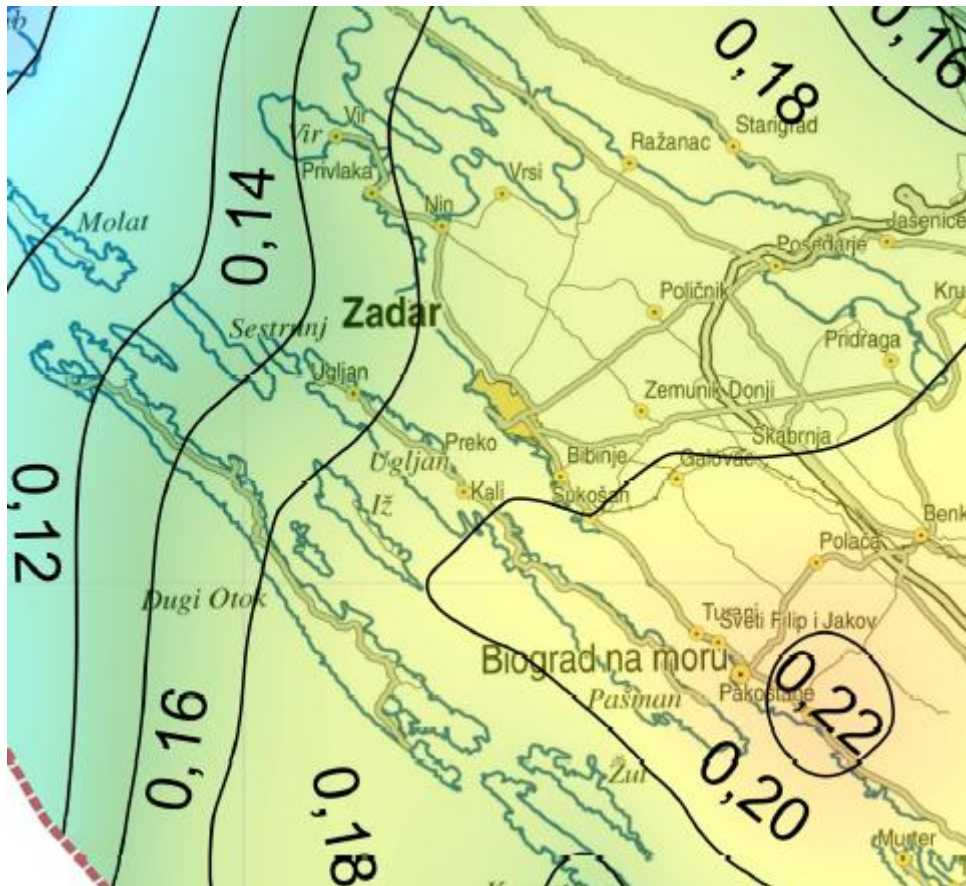 0,18
0,16
Vir
Vir
Ražanac
Starigrad
Privlaka
Vrsi
Nin
Molat
0,14
Jasenice
Posedarje
Poličnik
Zadar
Sestrunj
Pridraga
Ugljan
Zemunik Donji
Preko
Škabrnja
Ugljan
Bibinje
Galovac
Kali
Sukošan
Iž
0,12
Polača
Dugi Otok
Turanj
Sveti Filip i Jakov
Biograd na moru
Pakoštane
0,22
Pašman
0,16
0,18
Žut
0,20
Murter